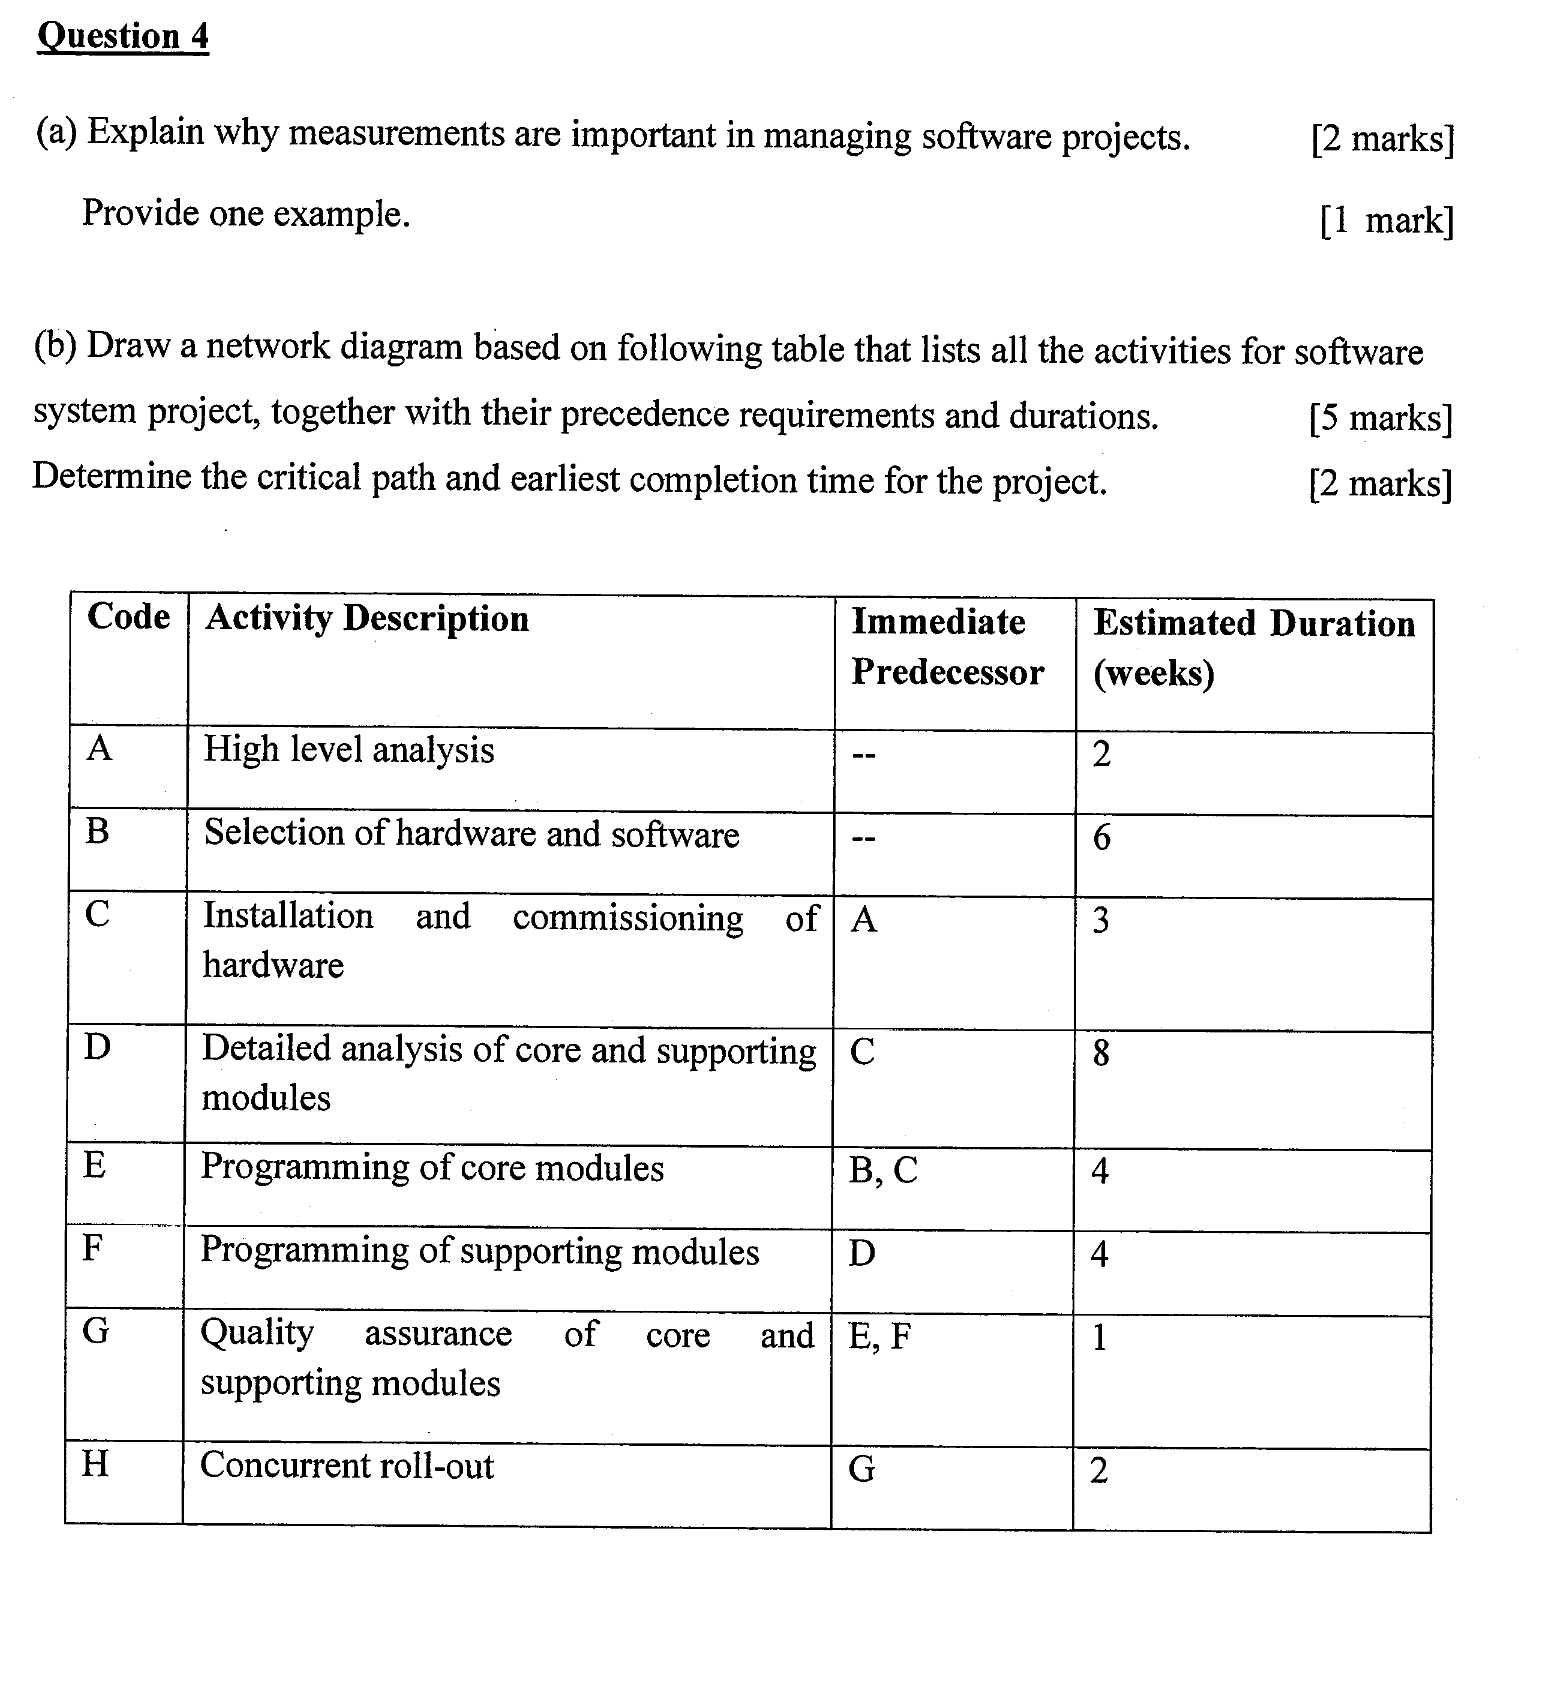 Question 4
(a) Explain why measurements are important in managing software projects. [2 marks]
Provide one example. [1 mark]
(b) Draw a network diagram based on following table that lists all the activities for software
system project, together with their precedence requirements and durations. [5 marks]
Determine the critical path and earliest completion time for the project. [2 marks]
Code Activity Description Immediate Estimated Duration
Predecessor (weeks)
A High level analysis -- 2
B Selection of hardware and software -- 6
C Installation and commissioning of A 3
hardware
D Detailed analysis of core and supporting C 8
modules
E Programming of core modules B, C 4
F Programming of supporting modules D 4
G Quality assurance of core and E, F 1
supporting modules
H Concurrent roll-out G 2